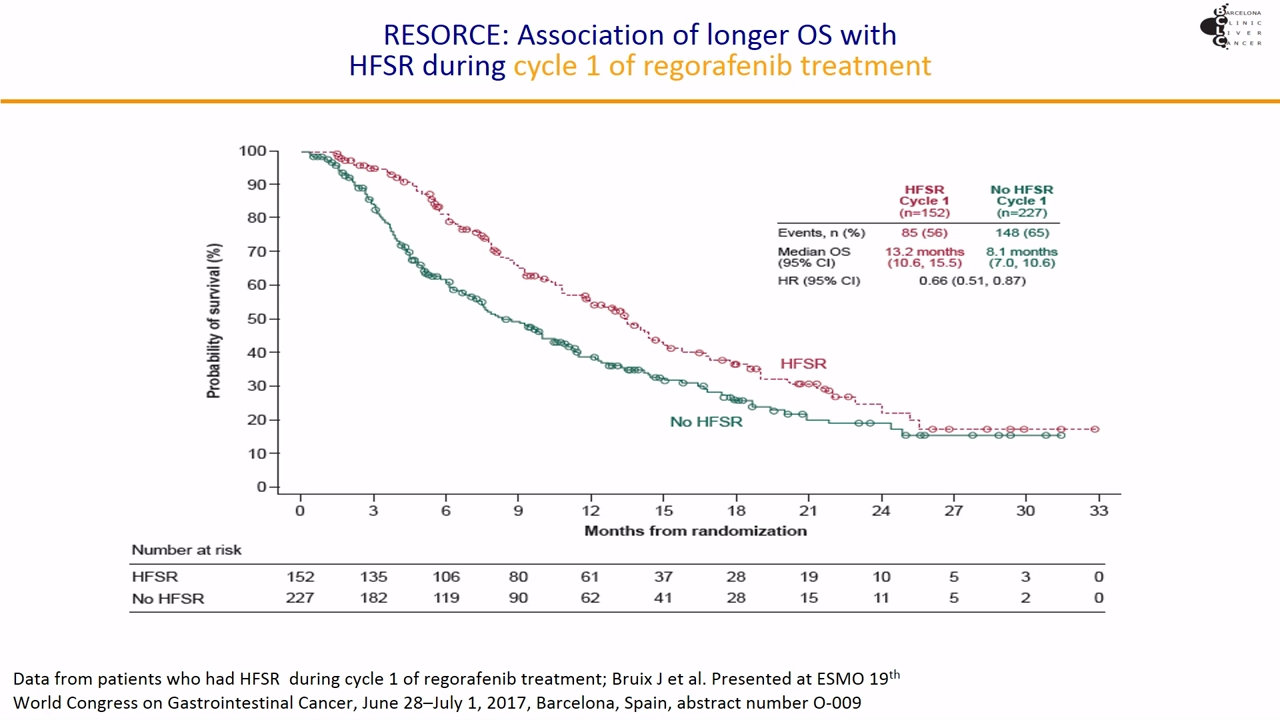 RESORCE: Association of longer OS with
HFSR during cycle 1 of regorafenib treatment
BARCELONA
CLINIC
LIVER
CANCER
100
90
80
70
60
50
40
30
20
10
0
Probability of survival (%)
HFSR No HFSR
Cycle 1 Cycle 1
(n=152) (n=227)
Events, n (%) 85 (56) 148 (65)
Median OS 13.2 months 8.1 months
(95% CI) (10.6, 15.5) (7.0, 10.6)
HR (95% CI) 0.66 (0.51, 0.87)
HFSR
No HFSR
0 3 6 9 12 15 18 21 24 27 30 33
Months from randomization
Number at risk
HFSR 152 135 106 80 61 37 28 19 10 5 3 0
No HFSR 227 182 119 90 62 41 28 15 11 5 2 0
Data from patients who had HFSR during cycle 1 of regorafenib treatment; Bruix J et al. Presented at ESMO 19th
World Congress on Gastrointestinal Cancer, June 28–July 1, 2017, Barcelona, Spain, abstract number O-009